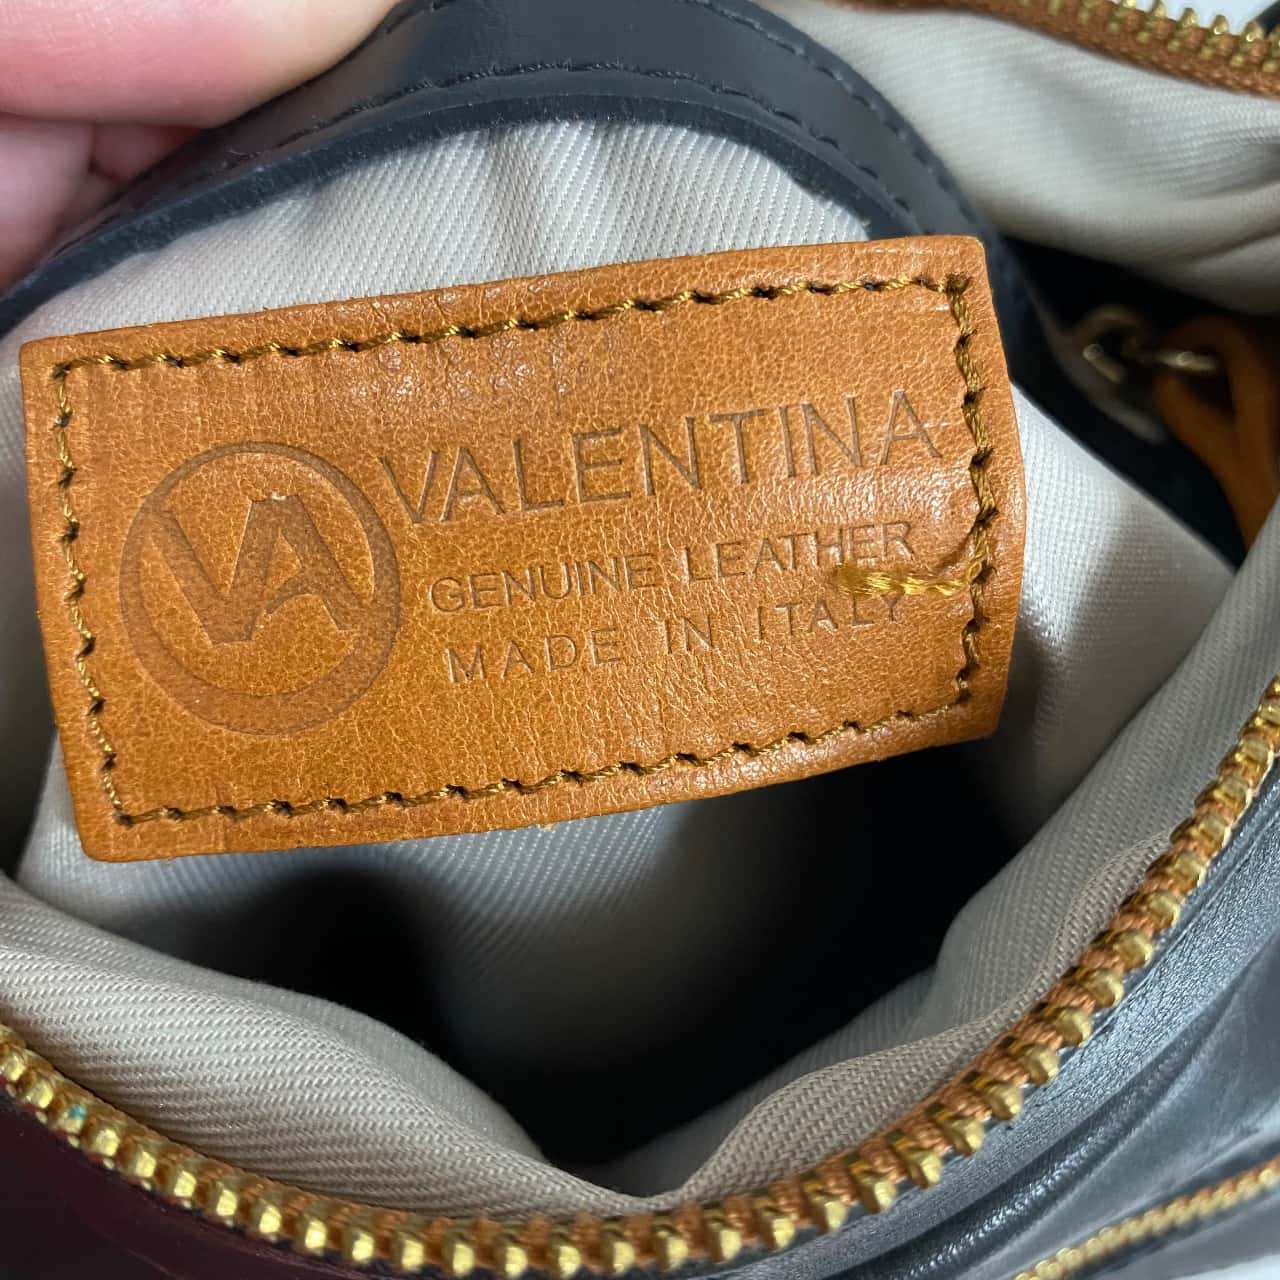 VA
VALENTINA
GENUINE LEATHER
MADE IN ITALY